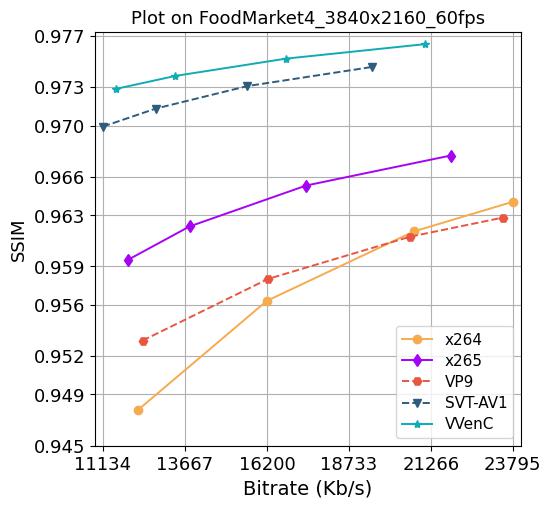 Plot on FoodMarket4_3840x2160_60fps
SSIM
0.977
0.973
0.970
0.966
0.963
0.959
0.956
0.952
0.949
0.945
x264
x265
VP9
SVT-AV1
VVenC
11134 13667 16200 18733 21266 23795
Bitrate (Kb/s)